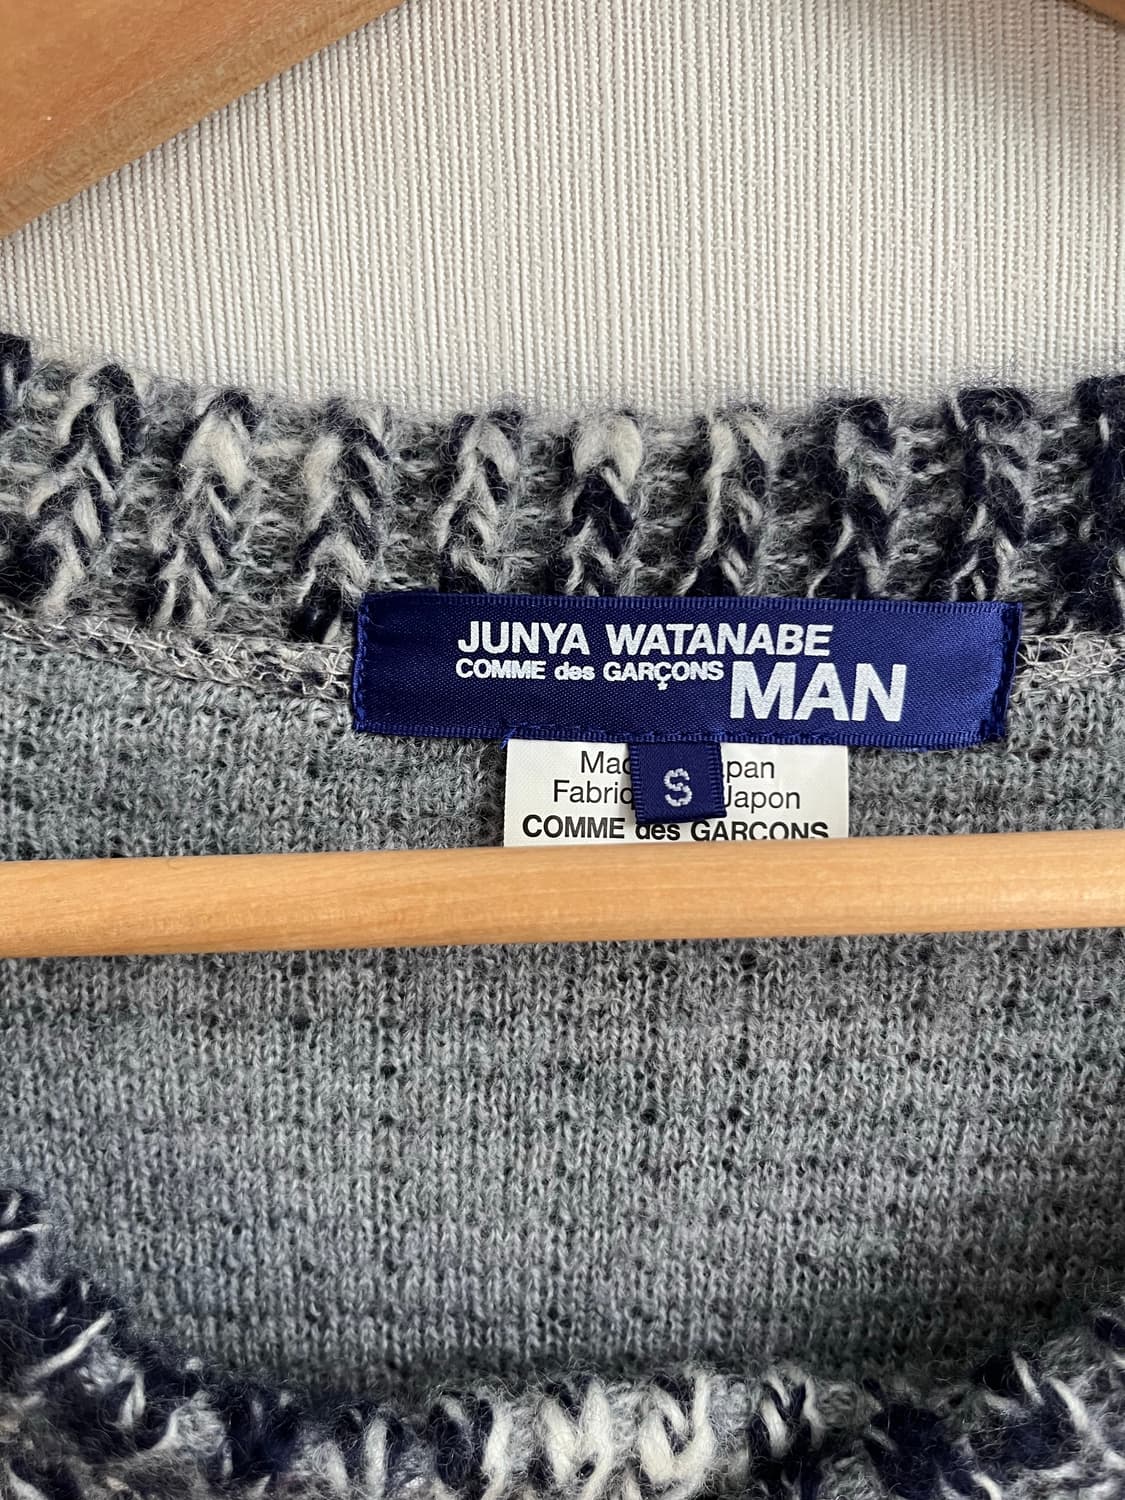 JUNYA WATANABE
COMME des GARÇONS MAN
S
COMME des GARCONS